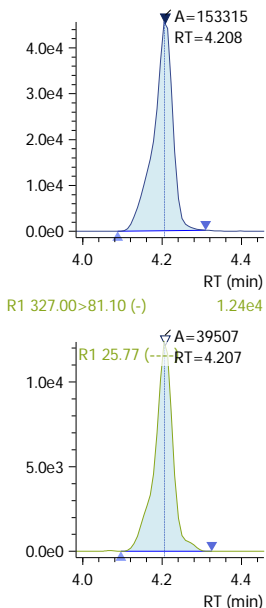 A=153315
RT=4.208
4.0e4
3.0e4
2.0e4
1.0e4
0.0e0
4.0 4.2 4.4
RT (min)
R1 327.00>81.10 (-) 1.24e4
A=39507
R1 25.77 (----) RT=4.207
1.0e4
5.0e3
0.0e0
4.0 4.2 4.4
RT (min)